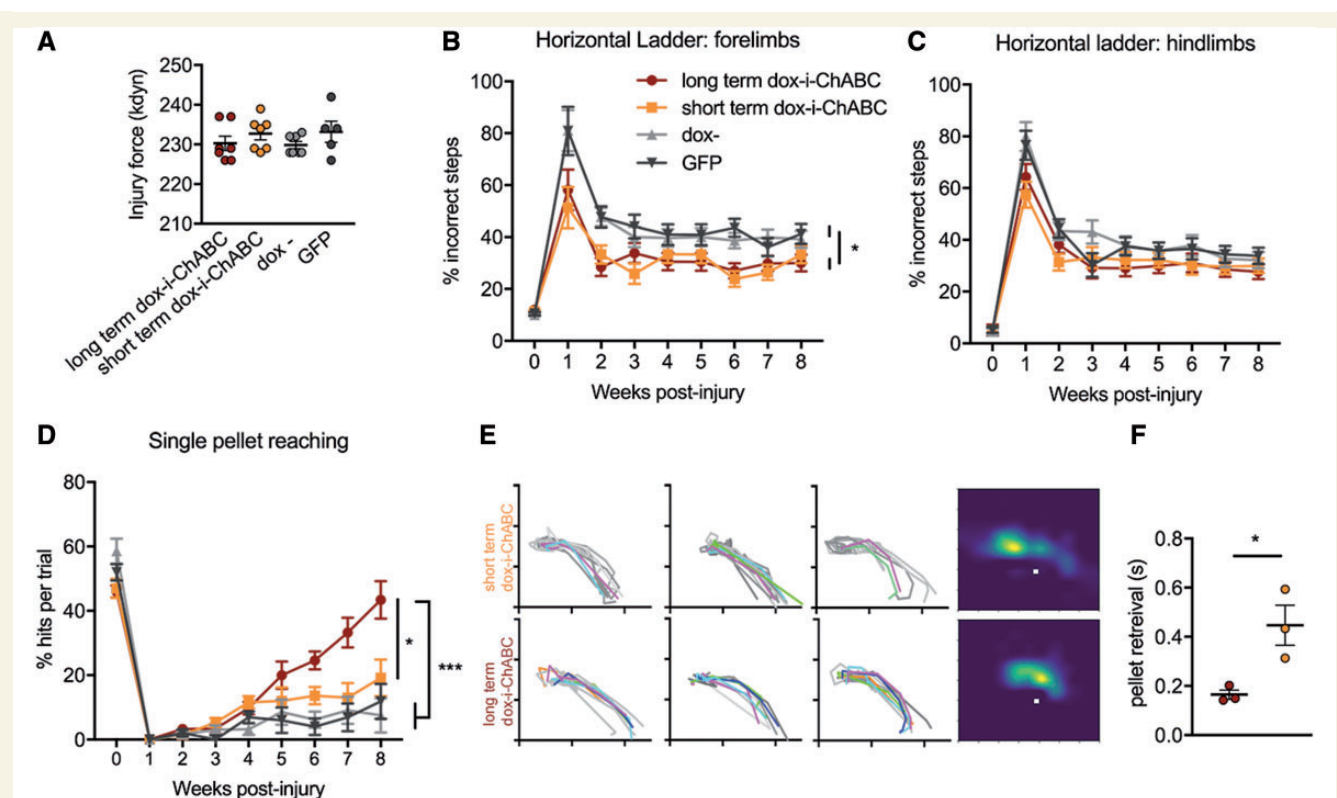 A
Injury force (kdyn)
250
240
230
220
210
long term dox-i-ChABC
short term dox-i-ChABC
dox -
GFP
B
Horizontal Ladder: forelimbs
long term dox-i-ChABC
short term dox-i-ChABC
dox-
GFP
% incorrect steps
100
80
60
40
20
0
*
0 1 2 3 4 5 6 7 8
Weeks post-injury
C
Horizontal ladder: hindlimbs
% incorrect steps
100
80
60
40
20
0
0 1 2 3 4 5 6 7 8
Weeks post-injury
D
Single pellet reaching
% hits per trial
80
60
40
20
0
*
***
0 1 2 3 4 5 6 7 8
Weeks post-injury
E
short term
dox-i-ChABC
long term
dox-i-ChABC
F
pellet retreival (s)
0.8
0.6
0.4
0.2
0.0
*